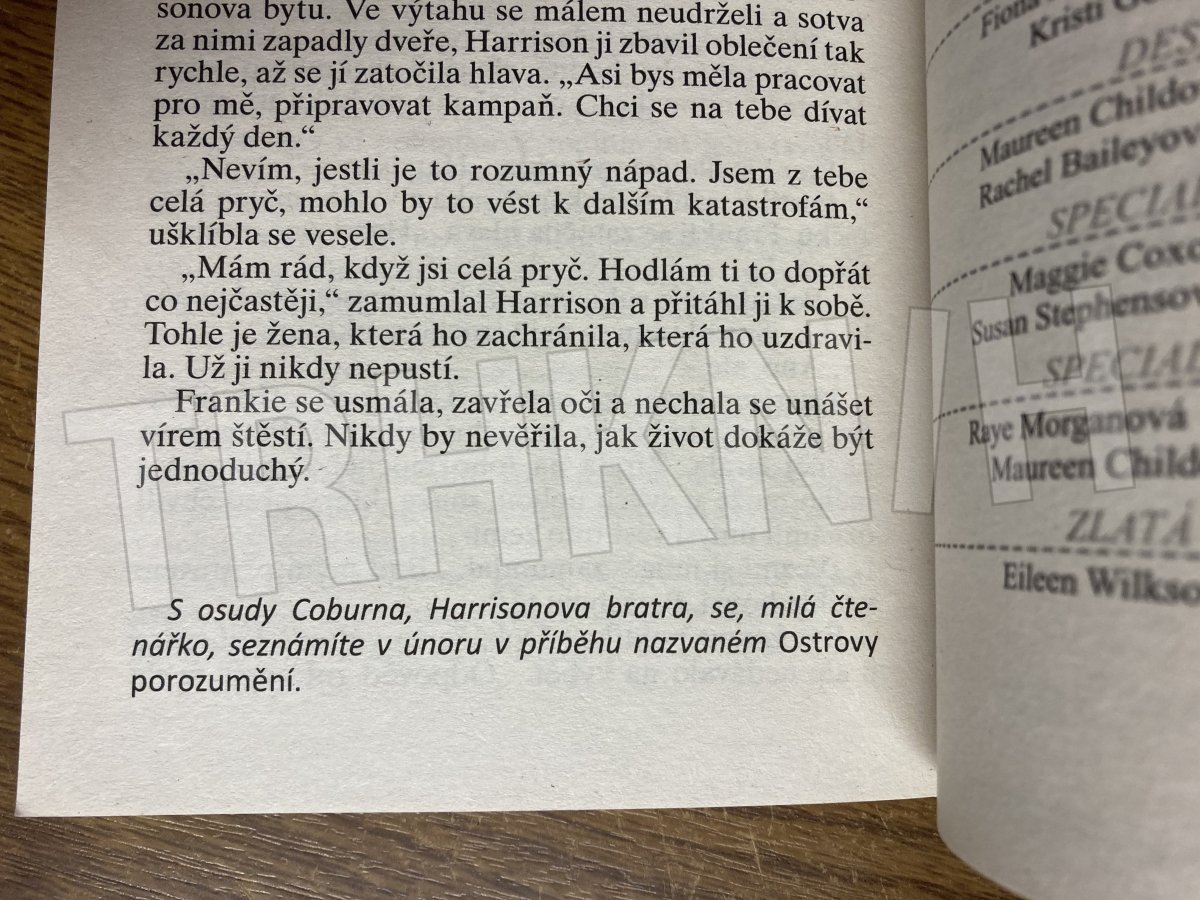 sonova bytu. Ve výtahu se málem neudrželi a sotva
za nimi zapadly dveře, Harrison ji zbavil oblečení tak
rychle, až se jí zatočila hlava. „Asi bys měla pracovat
pro mě, připravovat kampaň. Chci se na tebe dívat
každý den.“
„Nevím, jestli je to rozumný nápad. Jsem z tebe
celá pryč, mohlo by to vést k dalším katastrofám,“
ušklíbla se vesele.
„Mám rád, když jsi celá pryč. Hodlám ti to dopřát
co nejčastěji,“ zamumlal Harrison a přitáhl ji k sobě.
Tohle je žena, která ho zachránila, která ho uzdravi-
la. Už ji nikdy nepustí.
Frankie se usmála, zavřela oči a nechala se unášet
vírem štěstí. Nikdy by nevěřila, jak život dokáže být
jednoduchý.
S osudy Coburna, Harrisonova bratra, se, milá čte-
nářko, seznámíte v únoru v příběhu nazvaném Ostrovy
porozumění.
TRHKNIH
Fiona
Kristi
DES
Maureen Childo
Rachel Baileyov
SPECIAL
Maggie Coxo
Susan Stephensov
SPECIAL
Raye Morganová
Maureen Child
ZLATÁ
Eileen Wilkso